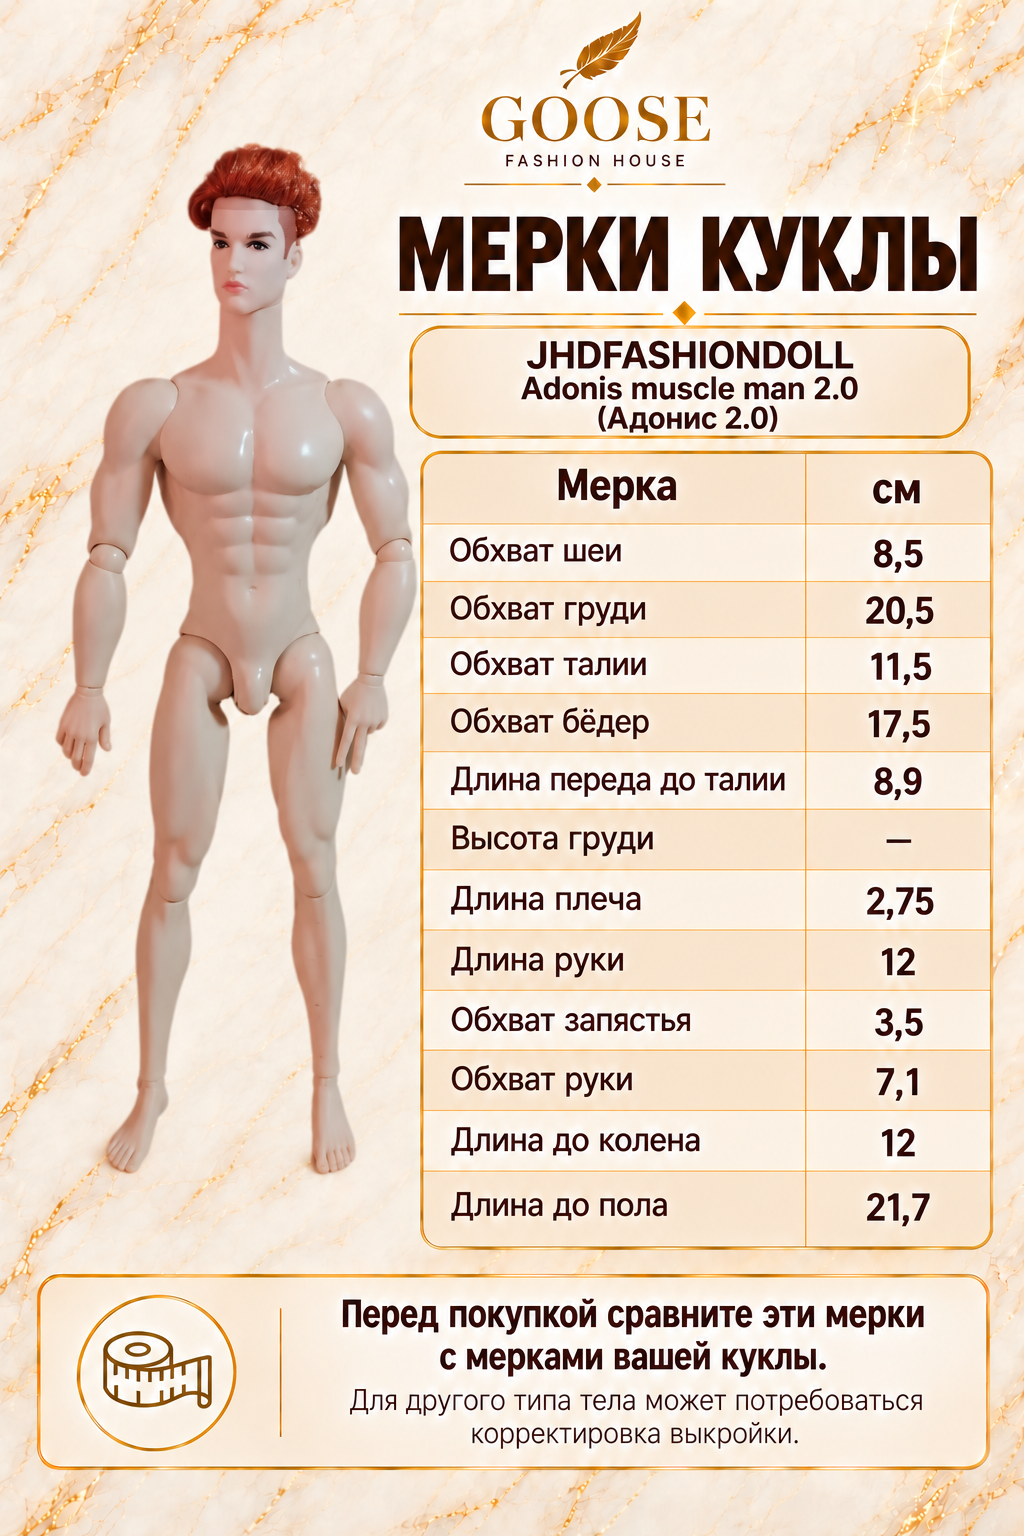 GOOSE
FASHION HOUSE
МЕРКИ КУКЛЫ
JHDFASHIONDOLL
Adonis muscle man 2.0
(Адонис 2.0)
Мерка см
Обхват шеи 8,5
Обхват груди 20,5
Обхват талии 11,5
Обхват бёдер 17,5
Длина переда до талии 8,9
Высота груди —
Длина плеча 2,75
Длина руки 12
Обхват запястья 3,5
Обхват руки 7,1
Длина до колена 12
Длина до пола 21,7
Перед покупкой сравните эти мерки
с мерками вашей куклы.
Для другого типа тела может потребоваться
корректировка выкройки.